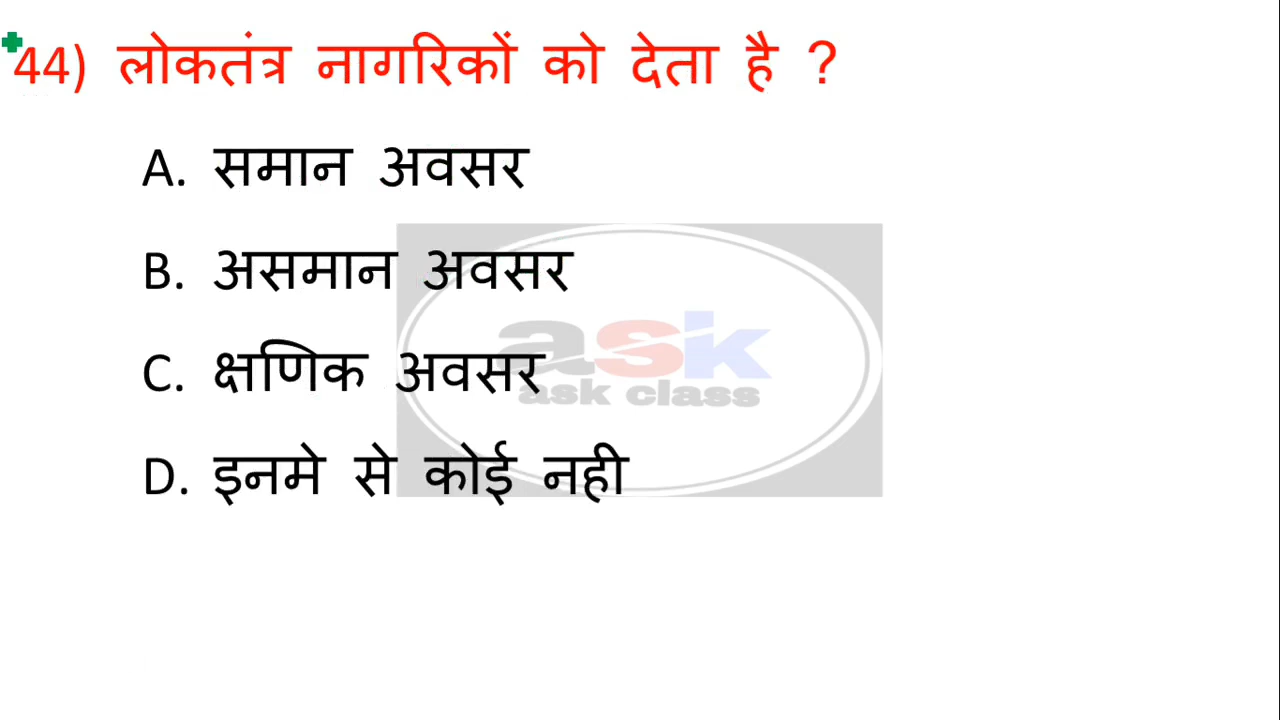 44) लोकतंत्र नागरिकों को देता है ?
A. समान अवसर
B. असमान अवसर
C. क्षणिक अवसर
D. इनमे से कोई नही
ask
ask class